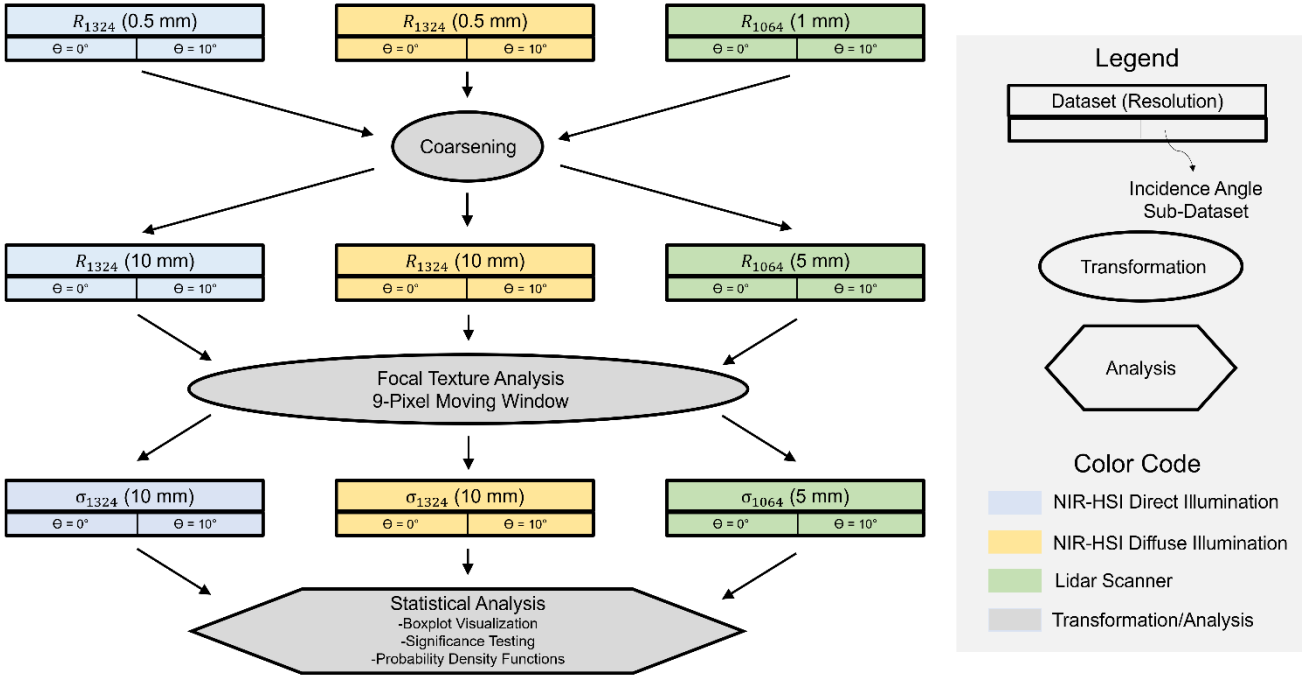 R1324 (0.5 mm)
Θ = 0° Θ = 10°
R1324 (0.5 mm)
Θ = 0° Θ = 10°
R1064 (1 mm)
Θ = 0° Θ = 10°
Coarsening
R1324 (10 mm)
Θ = 0° Θ = 10°
R1324 (10 mm)
Θ = 0° Θ = 10°
R1064 (5 mm)
Θ = 0° Θ = 10°
Focal Texture Analysis
9-Pixel Moving Window
σ1324 (10 mm)
Θ = 0° Θ = 10°
σ1324 (10 mm)
Θ = 0° Θ = 10°
σ1064 (5 mm)
Θ = 0° Θ = 10°
Statistical Analysis
-Boxplot Visualization
-Significance Testing
-Probability Density Functions
Legend
Dataset (Resolution)
Incidence Angle
Sub-Dataset
Transformation
Analysis
Color Code
NIR-HSI Direct Illumination
NIR-HSI Diffuse Illumination
Lidar Scanner
Transformation/Analysis